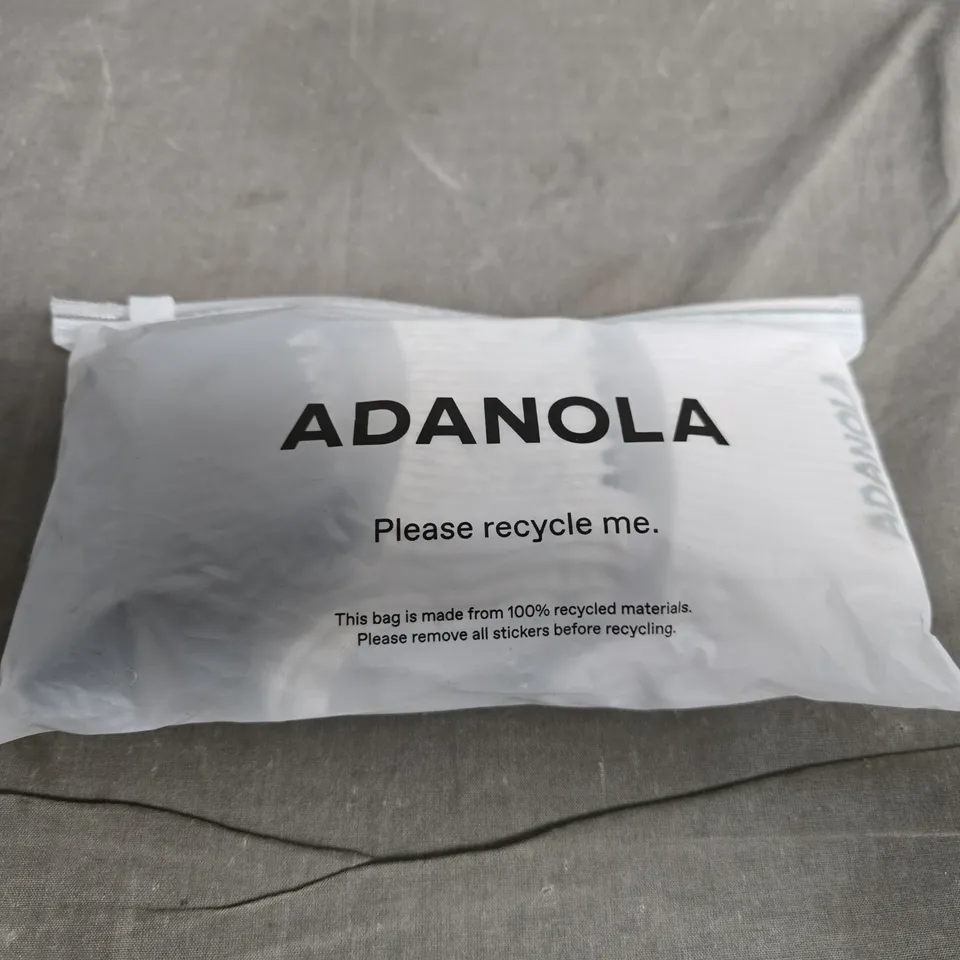 ADANOLA
ADANOLA
Please recycle me.
This bag is made from 100% recycled materials.
Please remove all stickers before recycling.